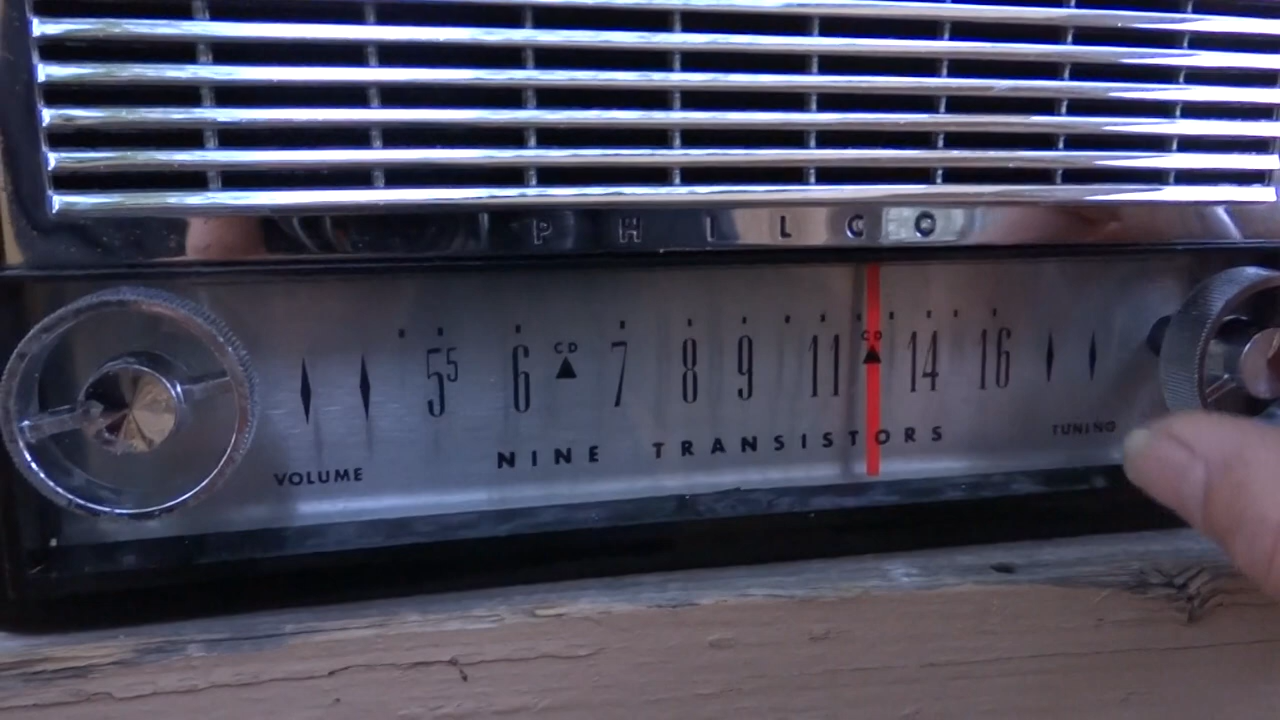 PHILCO
CD CD
55 6 7 8 9 11 14 16
NINE TRANSISTORS
VOLUME
TUNING